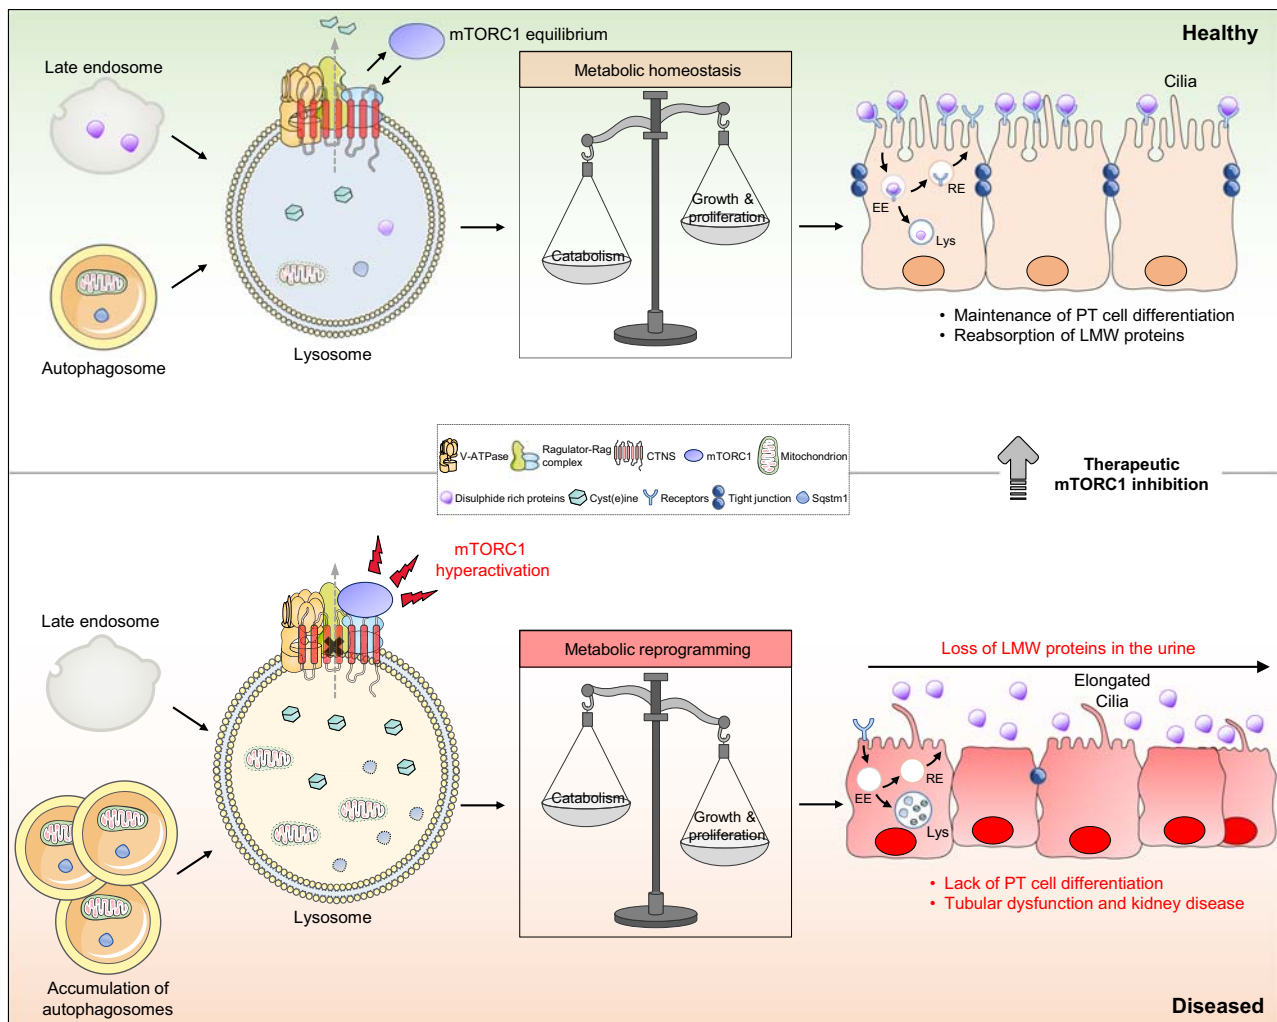 Healthy
mTORC1 equilibrium
Late endosome
Autophagosome
Lysosome
Metabolic homeostasis
Catabolism
Growth &
proliferation
Cilia
EE
RE
Lys
• Maintenance of PT cell differentiation
• Reabsorption of LMW proteins
V-ATPase
Ragulator-Rag
complex
CTNS
mTORC1
Mitochondrion
Disulphide rich proteins
Cyst(e)ine
Receptors
Tight junction
Sqstm1
Therapeutic
mTORC1 inhibition
mTORC1
hyperactivation
Late endosome
Accumulation of
autophagosomes
Lysosome
Metabolic reprogramming
Catabolism
Growth &
proliferation
Loss of LMW proteins in the urine
Elongated
Cilia
EE
RE
Lys
• Lack of PT cell differentiation
• Tubular dysfunction and kidney disease
Diseased